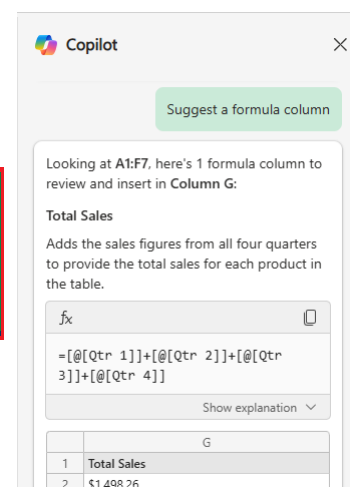 Copilot
Suggest a formula column
Looking at A1:F7, here's 1 formula column to
review and insert in Column G:
Total Sales
Adds the sales figures from all four quarters
to provide the total sales for each product in
the table.
fx
=[@[Qtr 1]]+[@[Qtr 2]]+[@[Qtr
3]]+[@[Qtr 4]]
Show explanation
G
1 Total Sales
2 $1,498.26